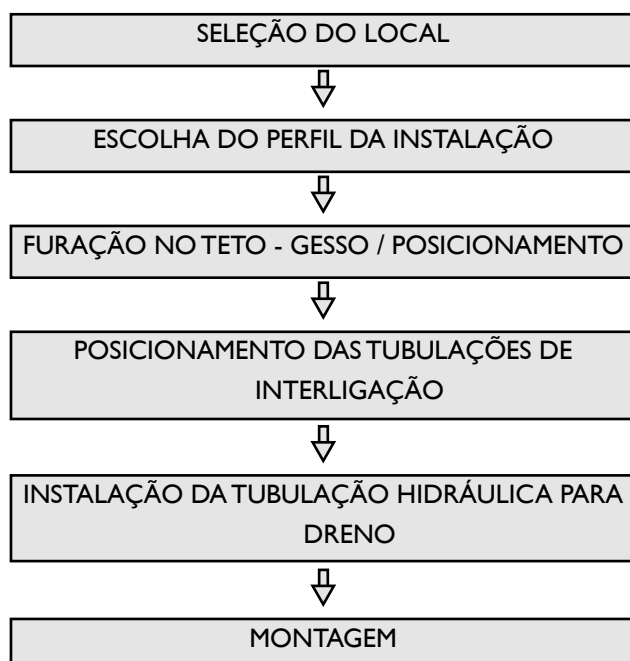 SELEÇÃO DO LOCAL
ESCOLHA DO PERFIL DA INSTALAÇÃO
FURAÇÃO NO TETO - GESSO / POSICIONAMENTO
POSICIONAMENTO DAS TUBULAÇÕES DE
INTERLIGAÇÃO
INSTALAÇÃO DA TUBULAÇÃO HIDRÁULICA PARA
DRENO
MONTAGEM